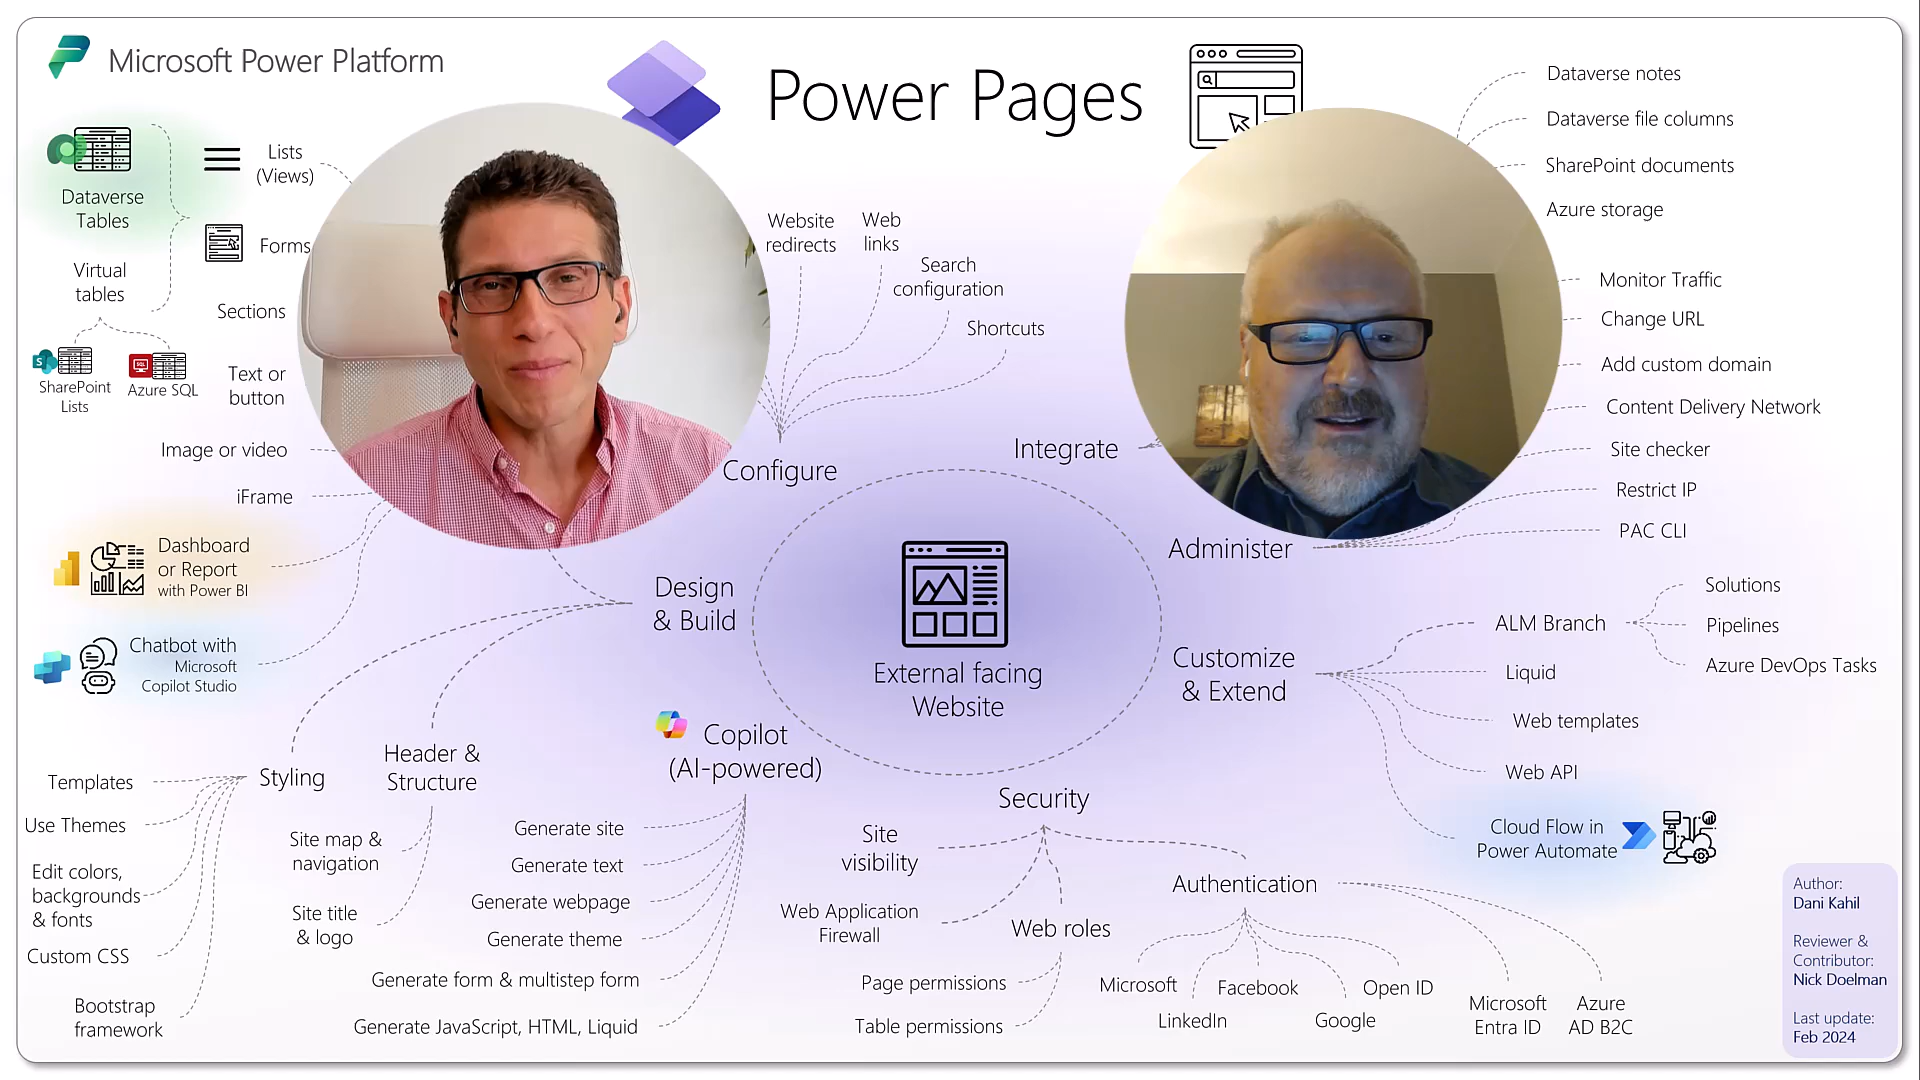 Microsoft Power Platform
Power Pages
Dataverse
Tables
Virtual
tables
SharePoint
Lists
Azure SQL
Lists
(Views)
Forms
Sections
Text or
button
Image or video
iFrame
Dashboard
or Report
with Power BI
Chatbot with
Microsoft
Copilot Studio
Website
redirects
Web
links
Search
configuration
Shortcuts
Configure
Integrate
Dataverse notes
Dataverse file columns
SharePoint documents
Azure storage
Monitor Traffic
Change URL
Add custom domain
Content Delivery Network
Site checker
Restrict IP
PAC CLI
Administer
Design
& Build
External facing
Website
Customize
& Extend
ALM Branch
Solutions
Pipelines
Azure DevOps Tasks
Liquid
Web templates
Web API
Cloud Flow in
Power Automate
Styling
Templates
Use Themes
Edit colors,
backgrounds
& fonts
Custom CSS
Bootstrap
framework
Header &
Structure
Site map &
navigation
Site title
& logo
Copilot
(AI-powered)
Generate site
Generate text
Generate webpage
Generate theme
Generate form & multistep form
Generate JavaScript, HTML, Liquid
Security
Site
visibility
Web Application
Firewall
Web roles
Page permissions
Table permissions
Authentication
Microsoft
LinkedIn
Facebook
Google
Open ID
Microsoft
Entra ID
Azure
AD B2C
Author:
Dani Kahil
Reviewer &
Contributor:
Nick Doelman
Last update:
Feb 2024